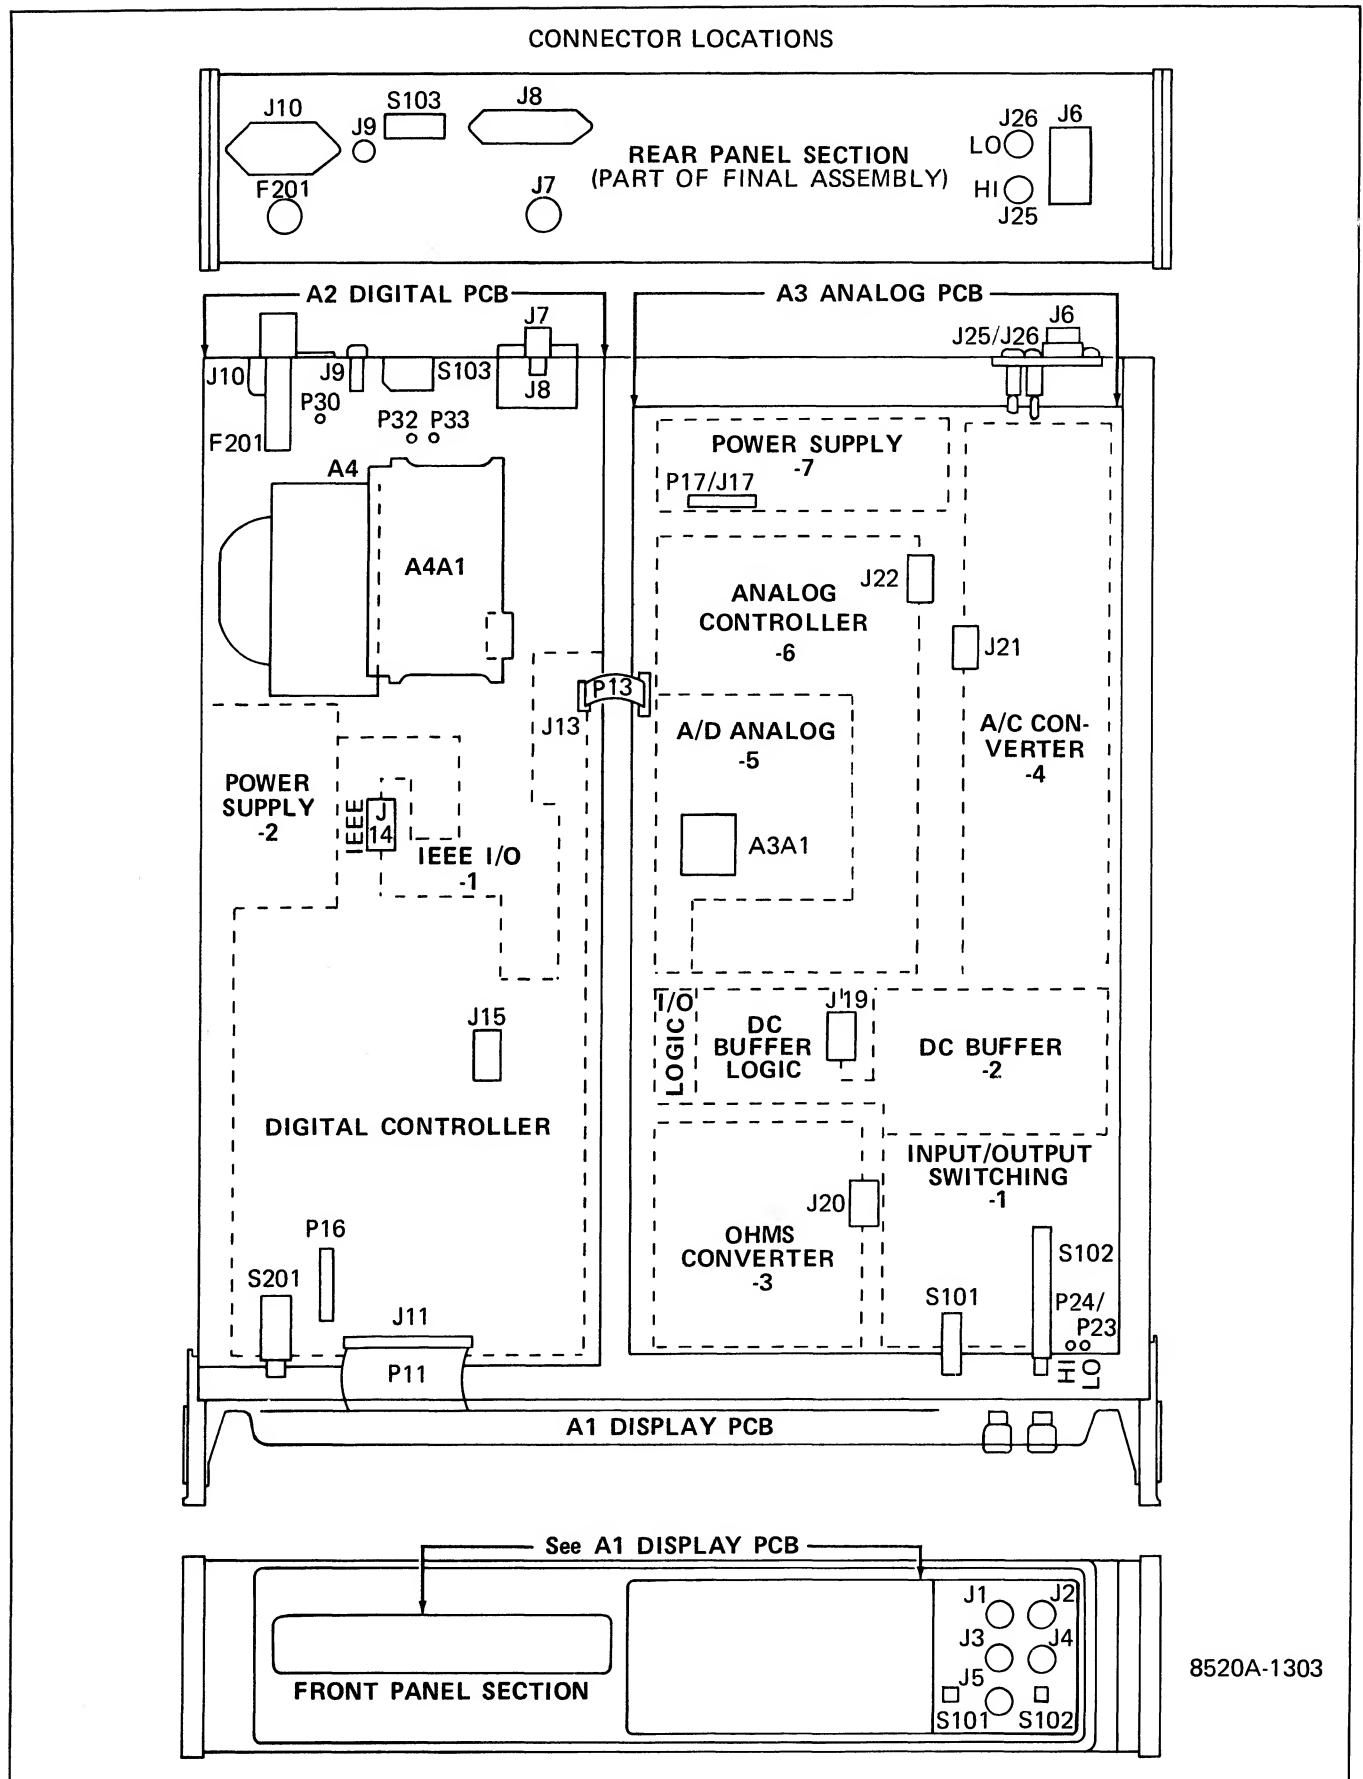 CONNECTOR LOCATIONS
J10
J9
S103
J8
J26
J6
LO
REAR PANEL SECTION
(PART OF FINAL ASSEMBLY)
F201
J7
HI
J25
A2 DIGITAL PCB
A3 ANALOG PCB
J7
J25/J26
J6
J10
J9
S103
J8
P30
P32
P33
F201
A4
A4A1
POWER SUPPLY
-7
P17/J17
J22
ANALOG
CONTROLLER
-6
J21
P13
J13
A/D ANALOG
-5
A/C CON-
VERTER
-4
POWER
SUPPLY
-2
IEEE
J
14
IEEE I/O
-1
A3A1
J15
I/O
LOGIC
DC
BUFFER
LOGIC
J19
DC BUFFER
-2
DIGITAL CONTROLLER
INPUT/OUTPUT
SWITCHING
-1
J20
P16
OHMS
CONVERTER
-3
S102
S201
S101
P24/
P23
J11
P11
HI
LO
A1 DISPLAY PCB
See A1 DISPLAY PCB
J1
J2
J3
J4
J5
8520A-1303
FRONT PANEL SECTION
S101
S102